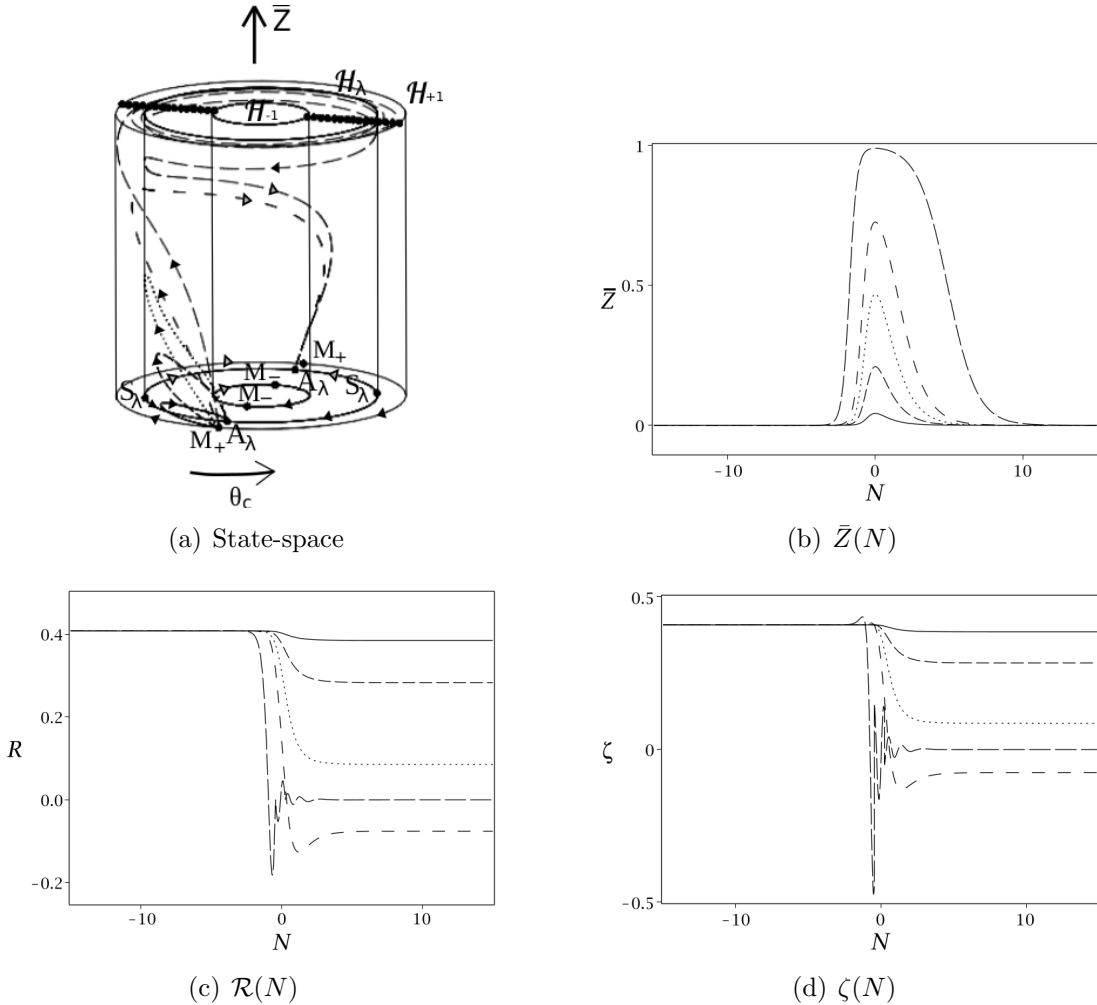 Z̄
ℋλ
ℋ+1
ℋ-1
M+
M−
Aλ
Sλ
M−
Sλ
M+
Aλ
θc
(a) State-space
1
0.5
0
Z̄
−10
0
10
N
(b) Z̄(N)
0.4
0.2
R
0.0
−0.2
−10
0
10
N
(c) ℛ(N)
0.5
ζ
0
−0.5
−10
0
10
N
(d) ζ(N)